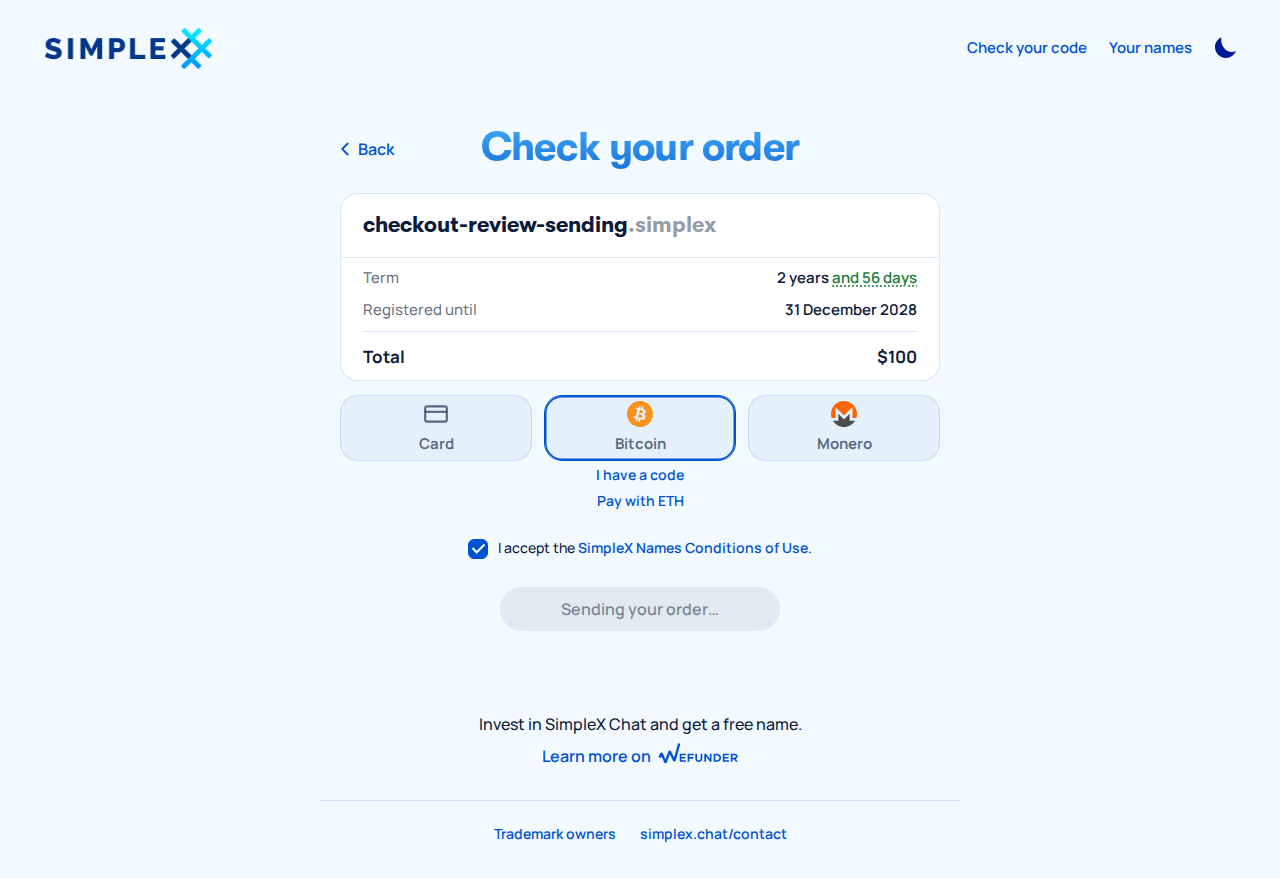 SIMPLEX
Check your code
Your names
Back
Check your order
checkout-review-sending.simplex
Term
2 years and 56 days
Registered until
31 December 2028
Total
$100
Card
Bitcoin
Monero
I have a code
Pay with ETH
I accept the SimpleX Names Conditions of Use.
Sending your order…
Invest in SimpleX Chat and get a free name.
Learn more on WEFUNDER
Trademark owners
simplex.chat/contact